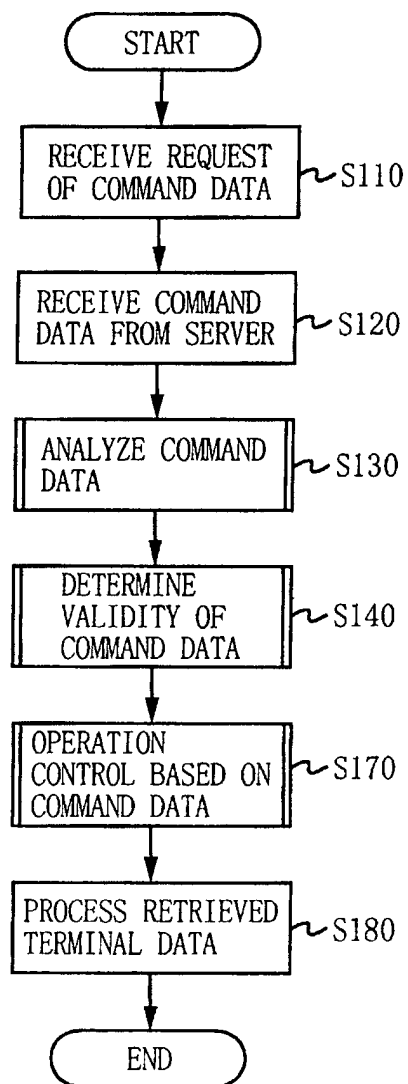 START
RECEIVE REQUEST
OF COMMAND DATA
S110
RECEIVE COMMAND
DATA FROM SERVER
S120
ANALYZE COMMAND
DATA
S130
DETERMINE
VALIDITY OF
COMMAND DATA
S140
OPERATION
CONTROL BASED ON
COMMAND DATA
S170
PROCESS RETRIEVED
TERMINAL DATA
S180
END